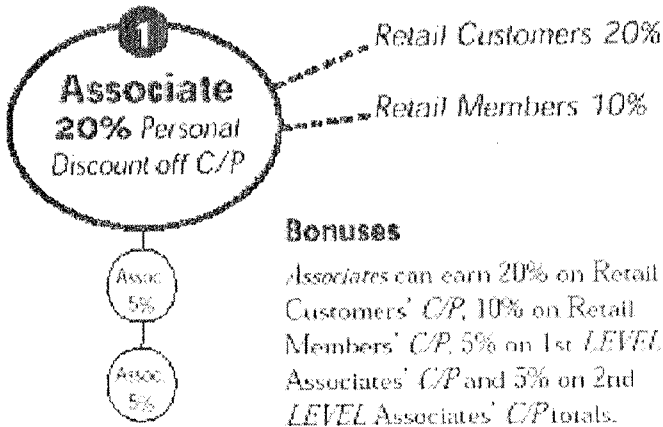 1
Retail Customers 20%
Associate
20% Personal
Discount off C/P
Retail Members 10%
Bonuses
Associates can earn 20% on Retail
Customers' C/P, 10% on Retail
Members' C/P, 5% on 1st LEVEL
Associates' C/P and 5% on 2nd
LEVEL Associates' C/P totals.
Assoc.
5%
Assoc.
5%